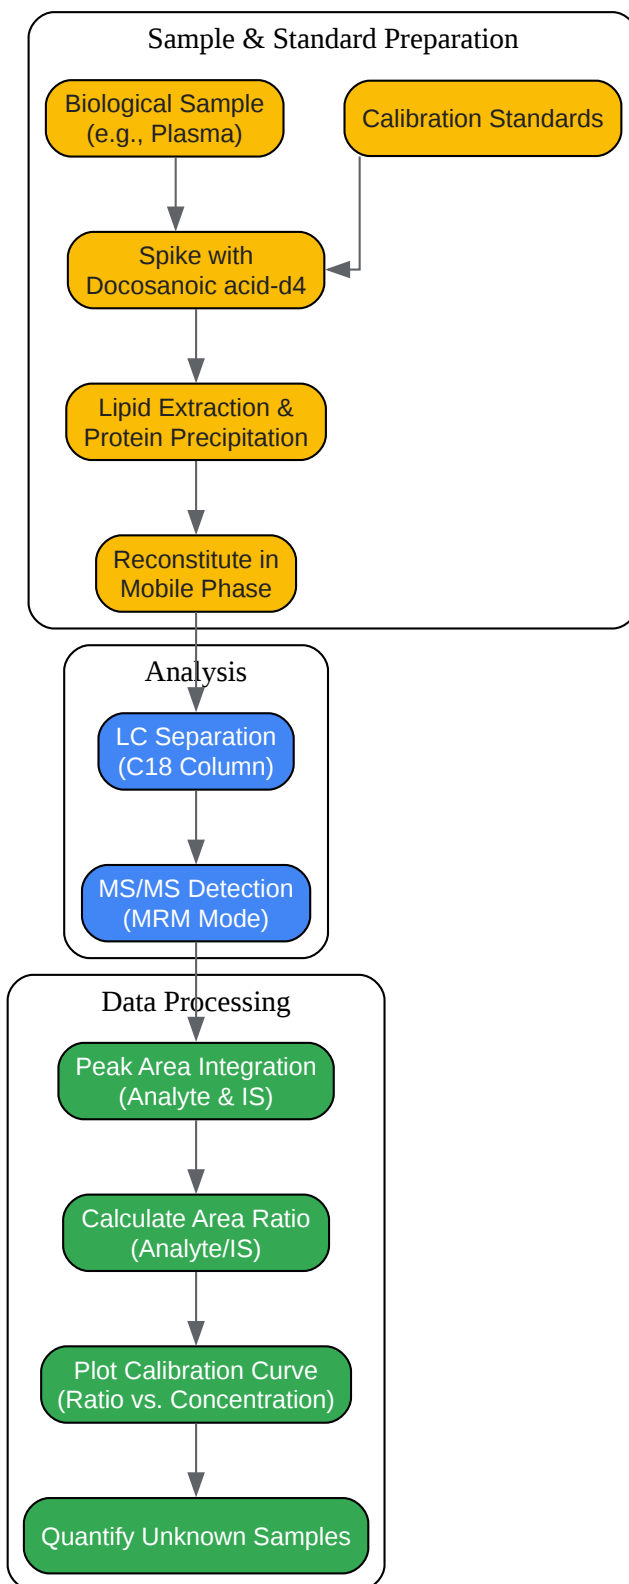 Sample & Standard Preparation
Biological Sample
(e.g., Plasma)
Calibration Standards
Spike with
Docosanoic acid-d4
Lipid Extraction &
Protein Precipitation
Reconstitute in
Mobile Phase
Analysis
LC Separation
(C18 Column)
MS/MS Detection
(MRM Mode)
Data Processing
Peak Area Integration
(Analyte & IS)
Calculate Area Ratio
(Analyte/IS)
Plot Calibration Curve
(Ratio vs. Concentration)
Quantify Unknown Samples